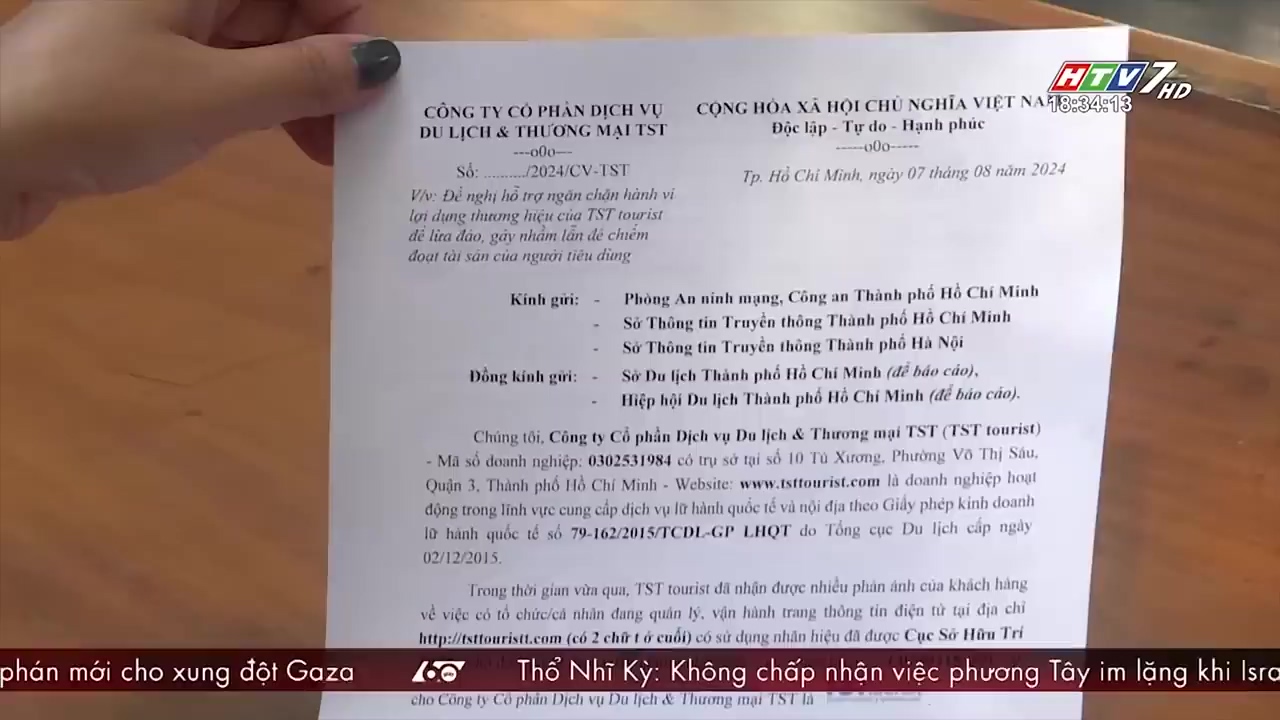 HTV7 HD
18:34:13
CÔNG TY CỔ PHẦN DỊCH VỤ
DU LỊCH & THƯƠNG MẠI TST
---o0o---
Số: ........../2024/CV-TST
V/v: Đề nghị hỗ trợ ngăn chặn hành vi
lợi dụng thương hiệu của TST tourist
để lừa đảo, gây nhầm lẫn để chiếm
đoạt tài sản của người tiêu dùng
CỘNG HÒA XÃ HỘI CHỦ NGHĨA VIỆT NAM
Độc lập - Tự do - Hạnh phúc
-----o0o-----
Tp. Hồ Chí Minh, ngày 07 tháng 08 năm 2024
Kính gửi: - Phòng An ninh mạng, Công an Thành phố Hồ Chí Minh
- Sở Thông tin Truyền thông Thành phố Hồ Chí Minh
- Sở Thông tin Truyền thông Thành phố Hà Nội
Đồng kính gửi: - Sở Du lịch Thành phố Hồ Chí Minh (để báo cáo),
- Hiệp hội Du lịch Thành phố Hồ Chí Minh (để báo cáo).
Chúng tôi, Công ty Cổ phần Dịch vụ Du lịch & Thương mại TST (TST tourist)
- Mã số doanh nghiệp: 0302531984 có trụ sở tại số 10 Tú Xương, Phường Võ Thị Sáu,
Quận 3, Thành phố Hồ Chí Minh - Website: www.tsttourist.com là doanh nghiệp hoạt
động trong lĩnh vực cung cấp dịch vụ lữ hành quốc tế và nội địa theo Giấy phép kinh doanh
lữ hành quốc tế số 79-162/2015/TCDL-GP LHQT do Tổng cục Du lịch cấp ngày
02/12/2015.
Trong thời gian vừa qua, TST tourist đã nhận được nhiều phản ánh của khách hàng
về việc có tổ chức/cá nhân đang quản lý, vận hành trang thông tin điện tử tại địa chỉ
http://tsttouristt.com (có 2 chữ t ở cuối) có sử dụng nhãn hiệu đã được Cục Sở Hữu Trí
phán mới cho xung đột Gaza
60 giây
Thổ Nhĩ Kỳ: Không chấp nhận việc phương Tây im lặng khi Isra
cho Công ty Cổ phần Dịch vụ Du lịch & Thương mại TST là